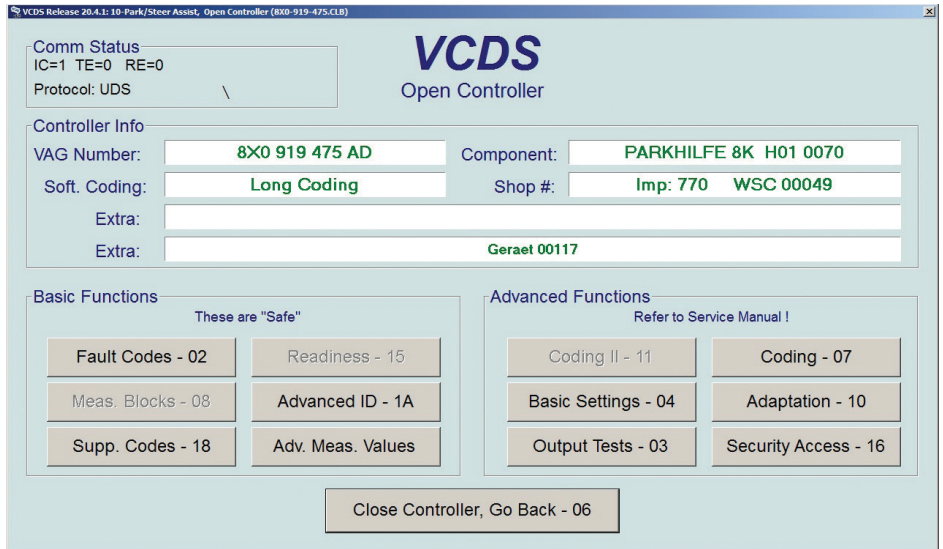 VCDS Release 20.4.1: 10-Park/Steer Assist, Open Controller (8X0-919-475.CLB)
Comm Status
IC=1 TE=0 RE=0
Protocol: UDS \
VCDS
Open Controller
Controller Info
VAG Number: 8X0 919 475 AD Component: PARKHILFE 8K H01 0070
Soft. Coding: Long Coding Shop #: Imp: 770 WSC 00049
Extra:
Extra: Geraet 00117
Basic Functions
These are "Safe"
Fault Codes - 02 Readiness - 15
Meas. Blocks - 08 Advanced ID - 1A
Supp. Codes - 18 Adv. Meas. Values
Advanced Functions
Refer to Service Manual !
Coding II - 11 Coding - 07
Basic Settings - 04 Adaptation - 10
Output Tests - 03 Security Access - 16
Close Controller, Go Back - 06